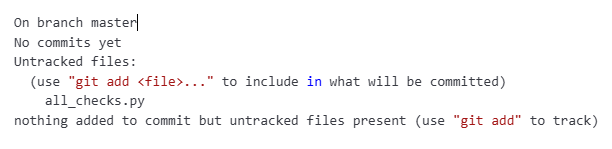 On branch master
No commits yet
Untracked files:
(use "git add <file>..." to include in what will be committed)
all_checks.py
nothing added to commit but untracked files present (use "git add" to track)